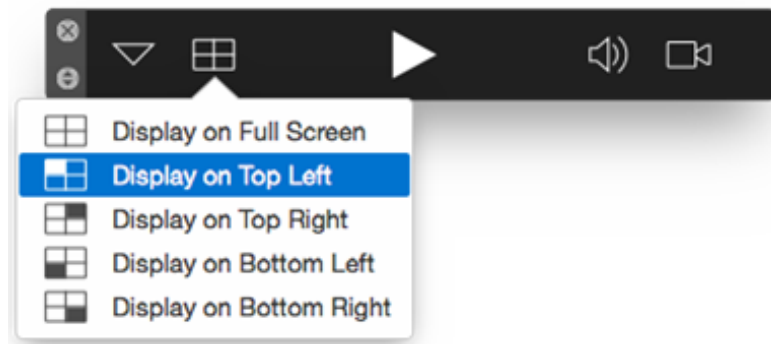 Display on Full Screen
Display on Top Left
Display on Top Right
Display on Bottom Left
Display on Bottom Right